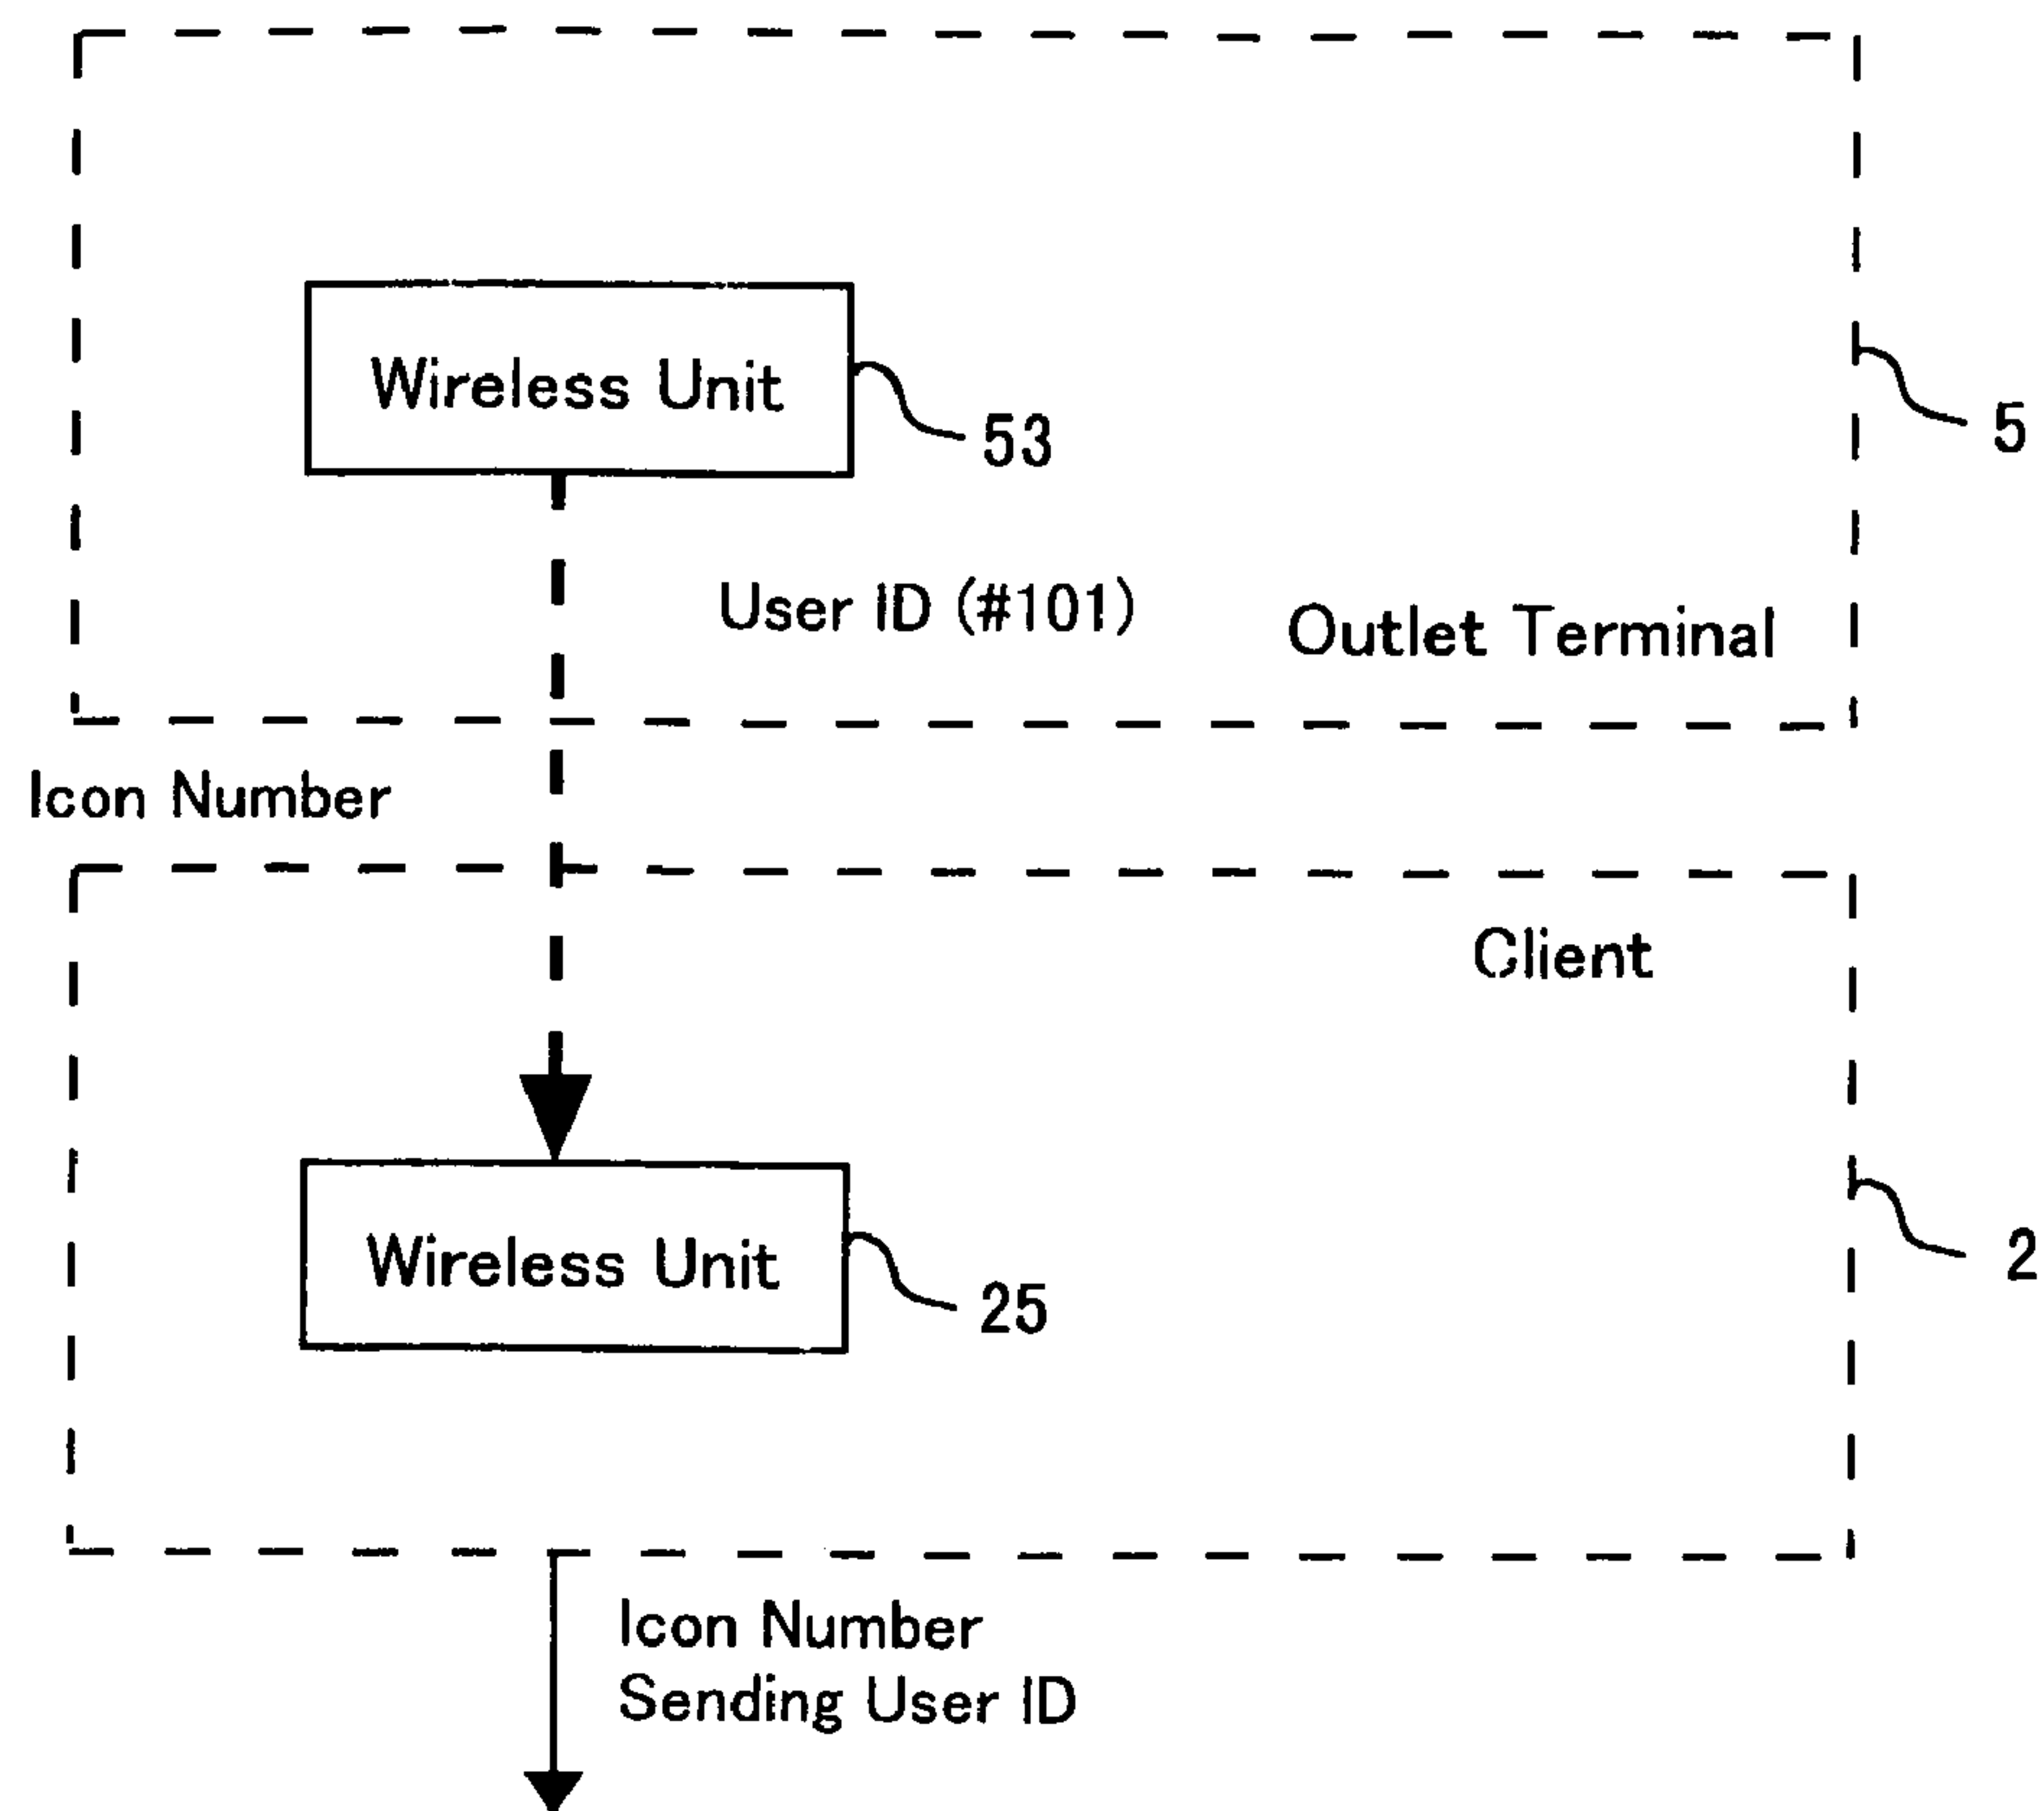 Wireless Unit
53
5
User ID (#101)
Outlet Terminal
Icon Number
Client
Wireless Unit
25
2
Icon Number
Sending User ID